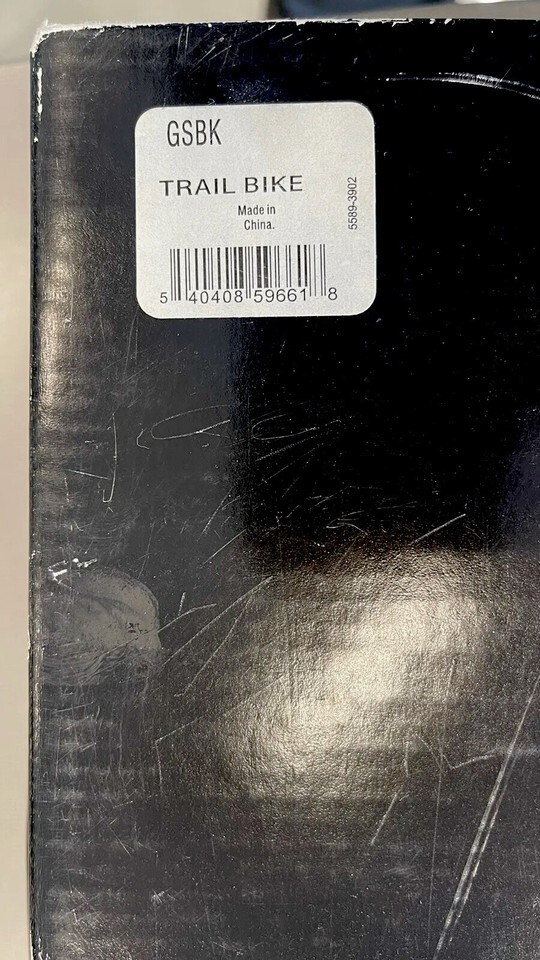 GSBK
TRAIL BIKE
Made in
China.
5589-3902
5 40408 59661 8